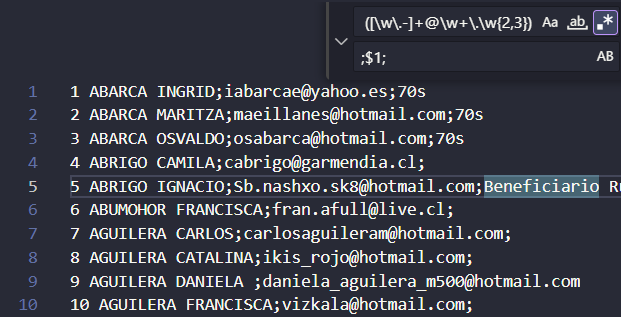 ([\w\.-]+@\w+\.\w{2,3}) Aa ab .*
;$1; AB
1 1 ABARCA INGRID;iabarcae@yahoo.es;70s
2 2 ABARCA MARITZA;maeillanes@hotmail.com;70s
3 3 ABARCA OSVALDO;osabarca@hotmail.com;70s
4 4 ABRIGO CAMILA;cabrigo@garmendia.cl;
5 5 ABRIGO IGNACIO;Sb.nashxo.sk8@hotmail.com;Beneficiario
6 6 ABUMOHOR FRANCISCA;fran.afull@live.cl;
7 7 AGUILERA CARLOS;carlosaguileram@hotmail.com;
8 8 AGUILERA CATALINA;ikis_rojo@hotmail.com;
9 9 AGUILERA DANIELA ;daniela_aguilera_m500@hotmail.com
10 10 AGUILERA FRANCISCA;vizkala@hotmail.com;